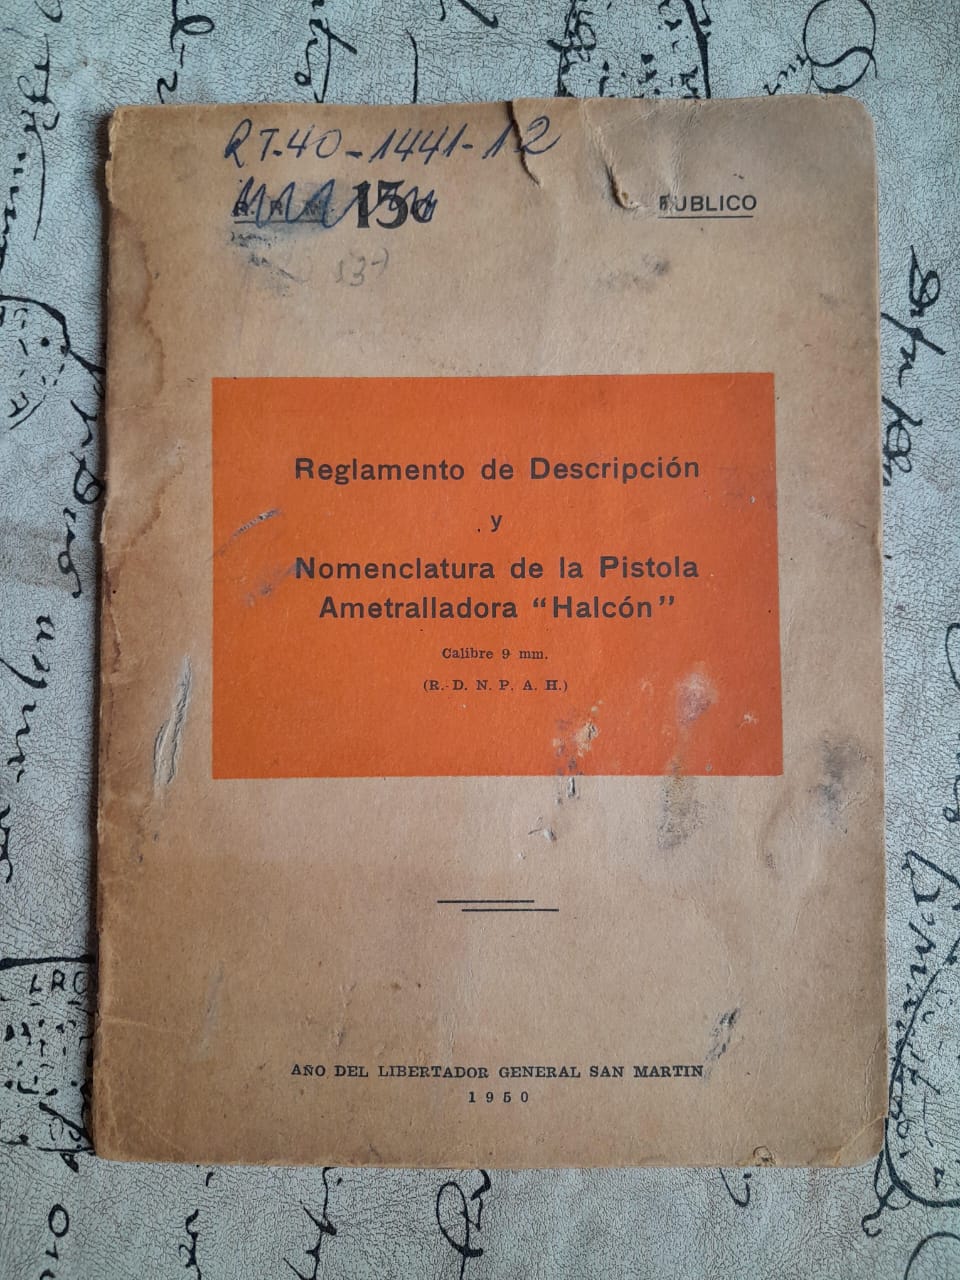 RT-40-1441-12
15
PUBLICO
Reglamento de Descripción
y
Nomenclatura de la Pistola
Ametralladora “Halcón”
Calibre 9 mm.
(R. D. N. P. A. H.)
AÑO DEL LIBERTADOR GENERAL SAN MARTIN
1950